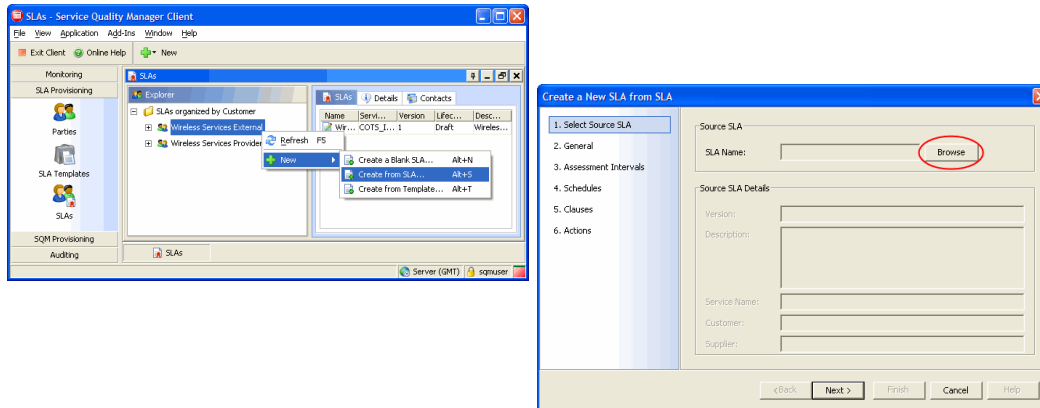 SLAs - Service Quality Manager Client
File View Application Add-Ins Window Help
Exit Client Online Help New
Monitoring
SLA Provisioning
Parties
SLA Templates
SLAs
SQM Provisioning
Auditing
SLAs
Explorer
SLAs organized by Customer
Wireless Services External
Wireless Services Provider
Refresh F5
New
Create a Blank SLA... Alt+N
Create from SLA... Alt+S
Create from Template... Alt+T
SLAs Details Contacts
Name Servi... Version Lifec... Desc...
Wir... COTS_I... 1 Draft Wireles...
SLAs
Server (GMT) sqmuser
Create a New SLA from SLA
1. Select Source SLA
2. General
3. Assessment Intervals
4. Schedules
5. Clauses
6. Actions
Source SLA
SLA Name: Browse
Source SLA Details
Version:
Description:
Service Name:
Customer:
Supplier:
<Back Next > Finish Cancel Help